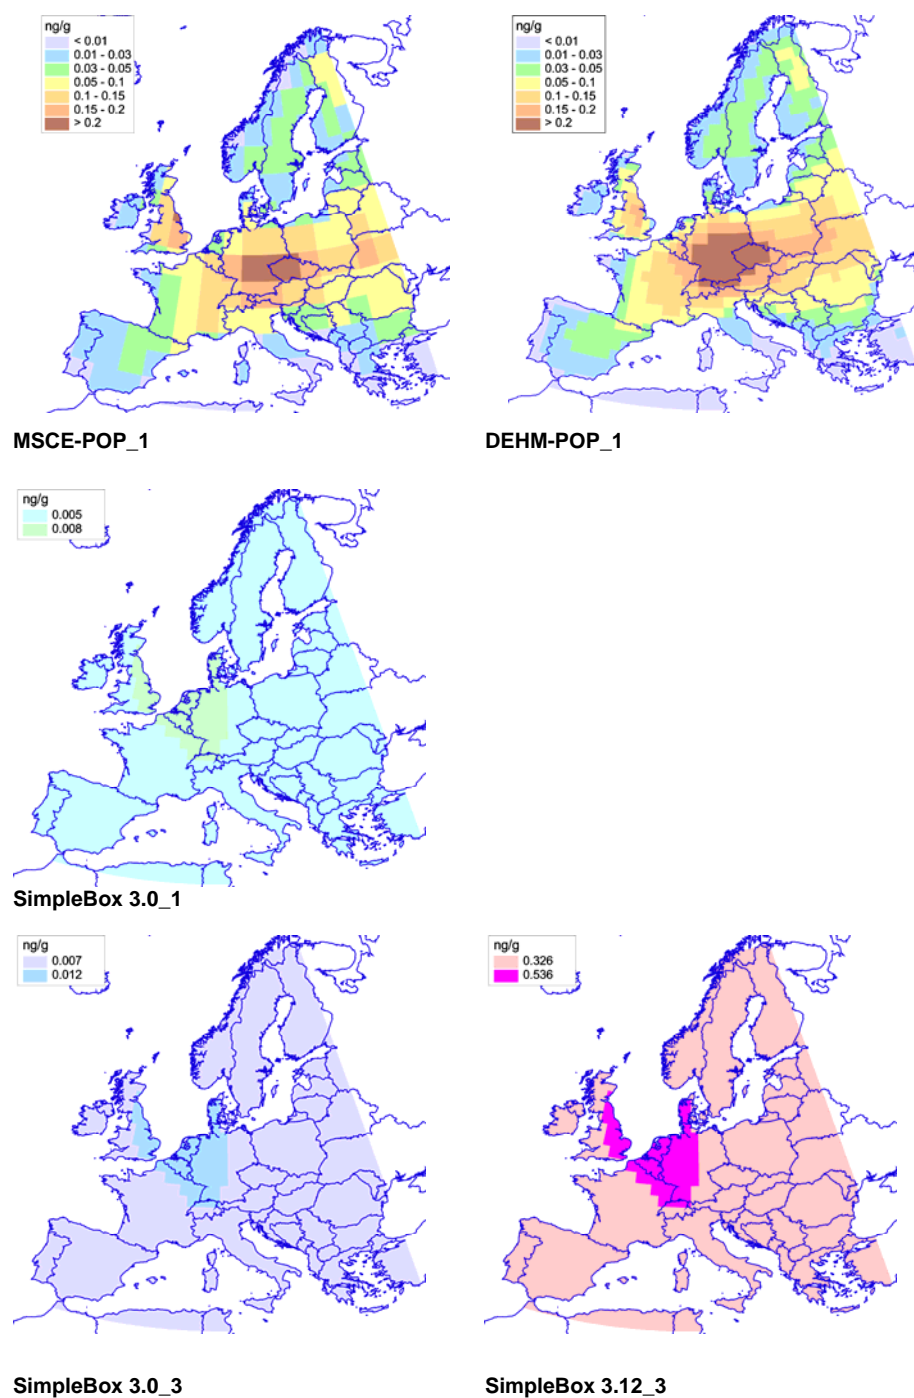 ng/g
< 0.01
0.01 - 0.03
0.03 - 0.05
0.05 - 0.1
0.1 - 0.15
0.15 - 0.2
> 0.2
MSCE-POP_1
ng/g
< 0.01
0.01 - 0.03
0.03 - 0.05
0.05 - 0.1
0.1 - 0.15
0.15 - 0.2
> 0.2
DEHM-POP_1
ng/g
0.005
0.008
SimpleBox 3.0_1
ng/g
0.007
0.012
SimpleBox 3.0_3
ng/g
0.326
0.536
SimpleBox 3.12_3